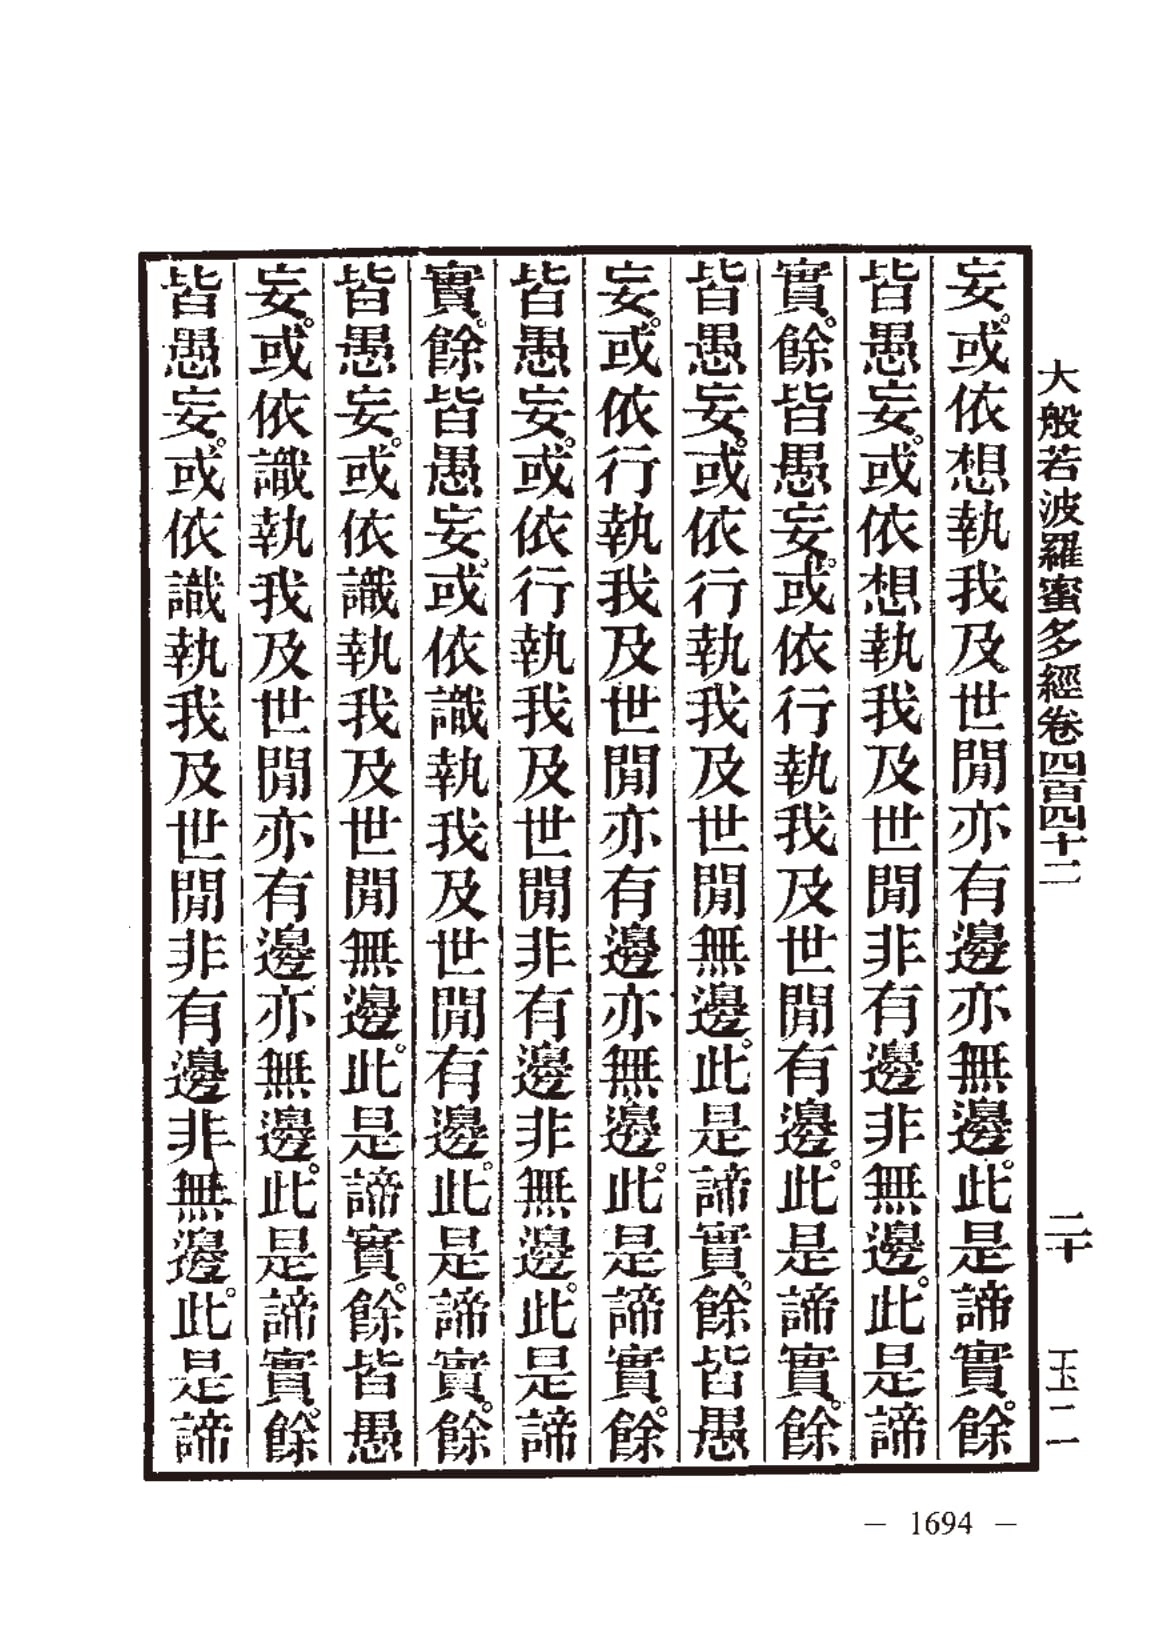 大般若波羅蜜多經卷四百四十二
二十
玉二
妄。或依想執我及世閒亦有邊亦無邊。此是諦實。餘
皆愚妄。或依想執我及世閒非有邊非無邊。此是諦
實。餘皆愚妄。或依行執我及世閒有邊。此是諦實。餘
皆愚妄。或依行執我及世閒無邊。此是諦實。餘皆愚
妄。或依行執我及世閒亦有邊亦無邊。此是諦實。餘
皆愚妄。或依行執我及世閒非有邊非無邊。此是諦
實。餘皆愚妄。或依識執我及世閒有邊。此是諦實。餘
皆愚妄。或依識執我及世閒無邊。此是諦實。餘皆愚
妄。或依識執我及世閒亦有邊亦無邊。此是諦實。餘
皆愚妄。或依識執我及世閒非有邊非無邊。此是諦
— 1694 —